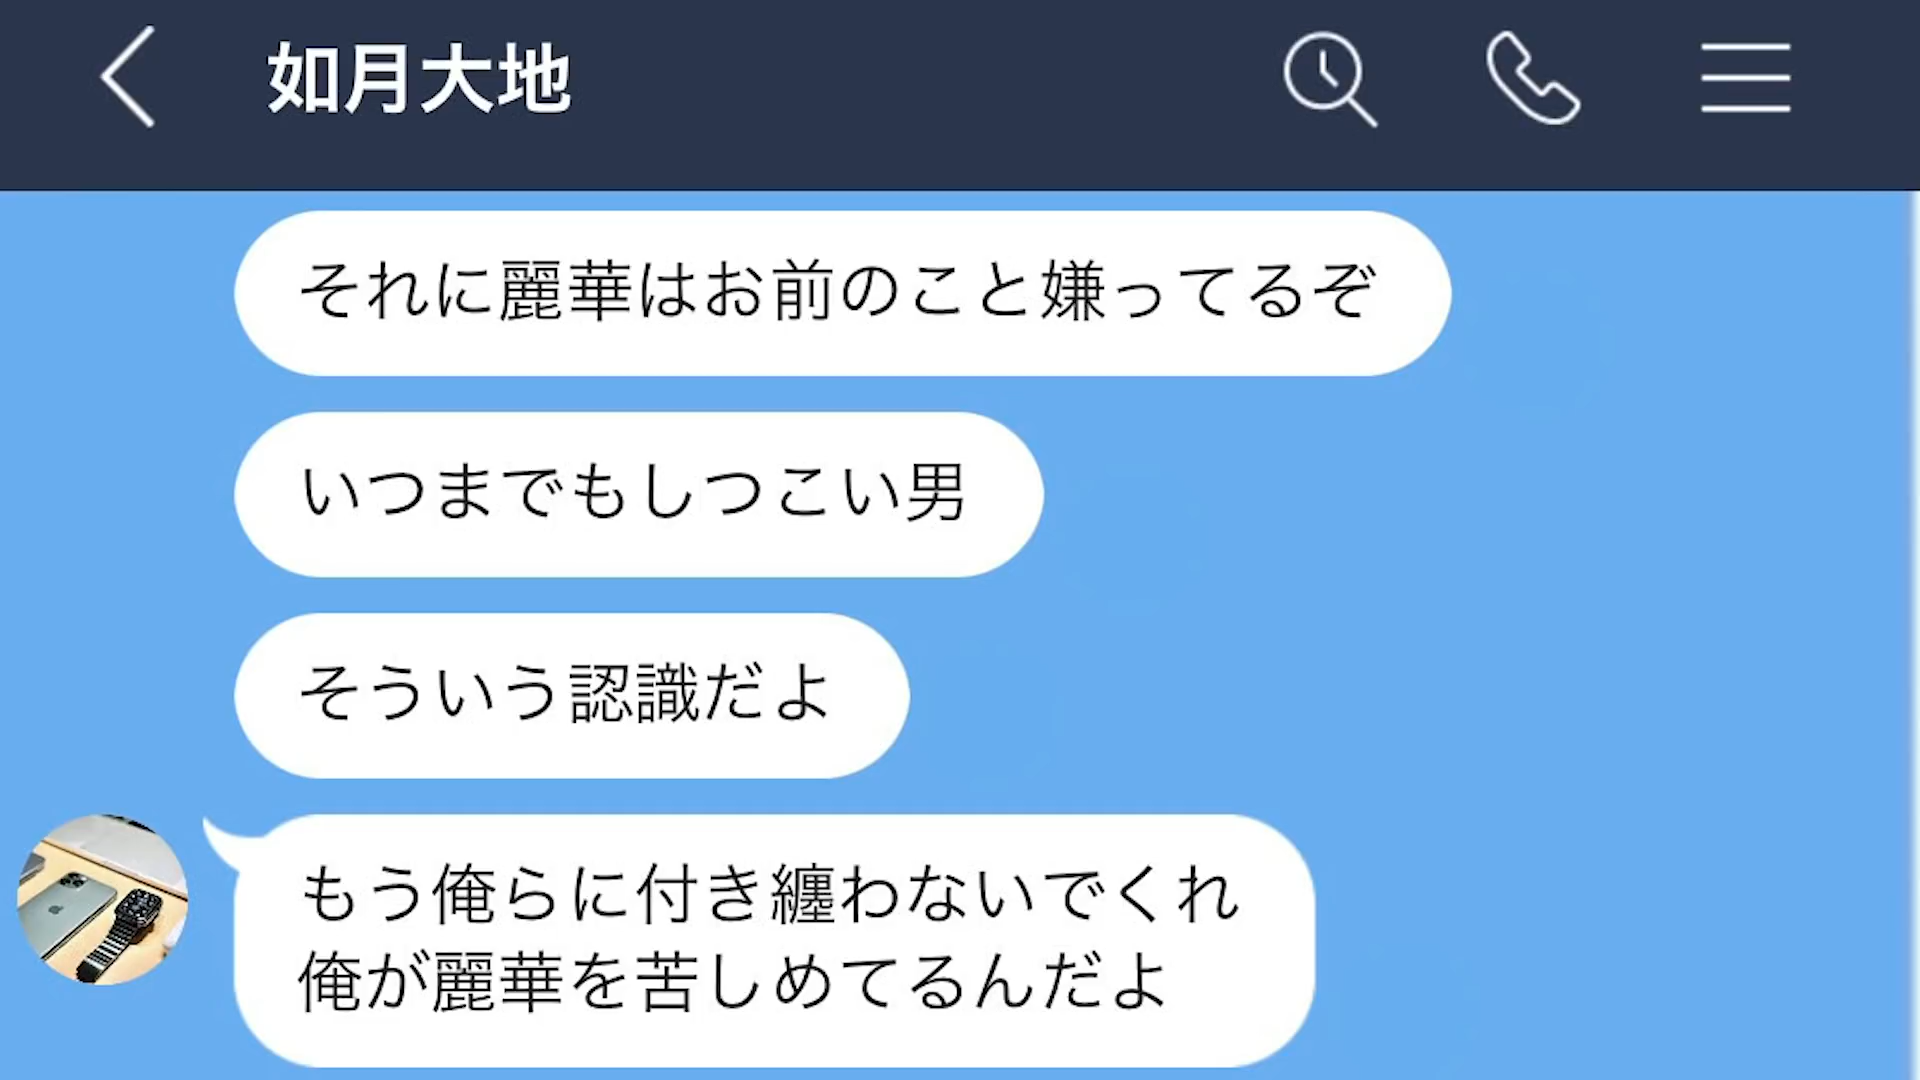 如月大地
それに麗華はお前のこと嫌ってるぞ
いつまでもしつこい男
そういう認識だよ
もう俺らに付き纏わないでくれ
俺が麗華を苦しめてるんだよ